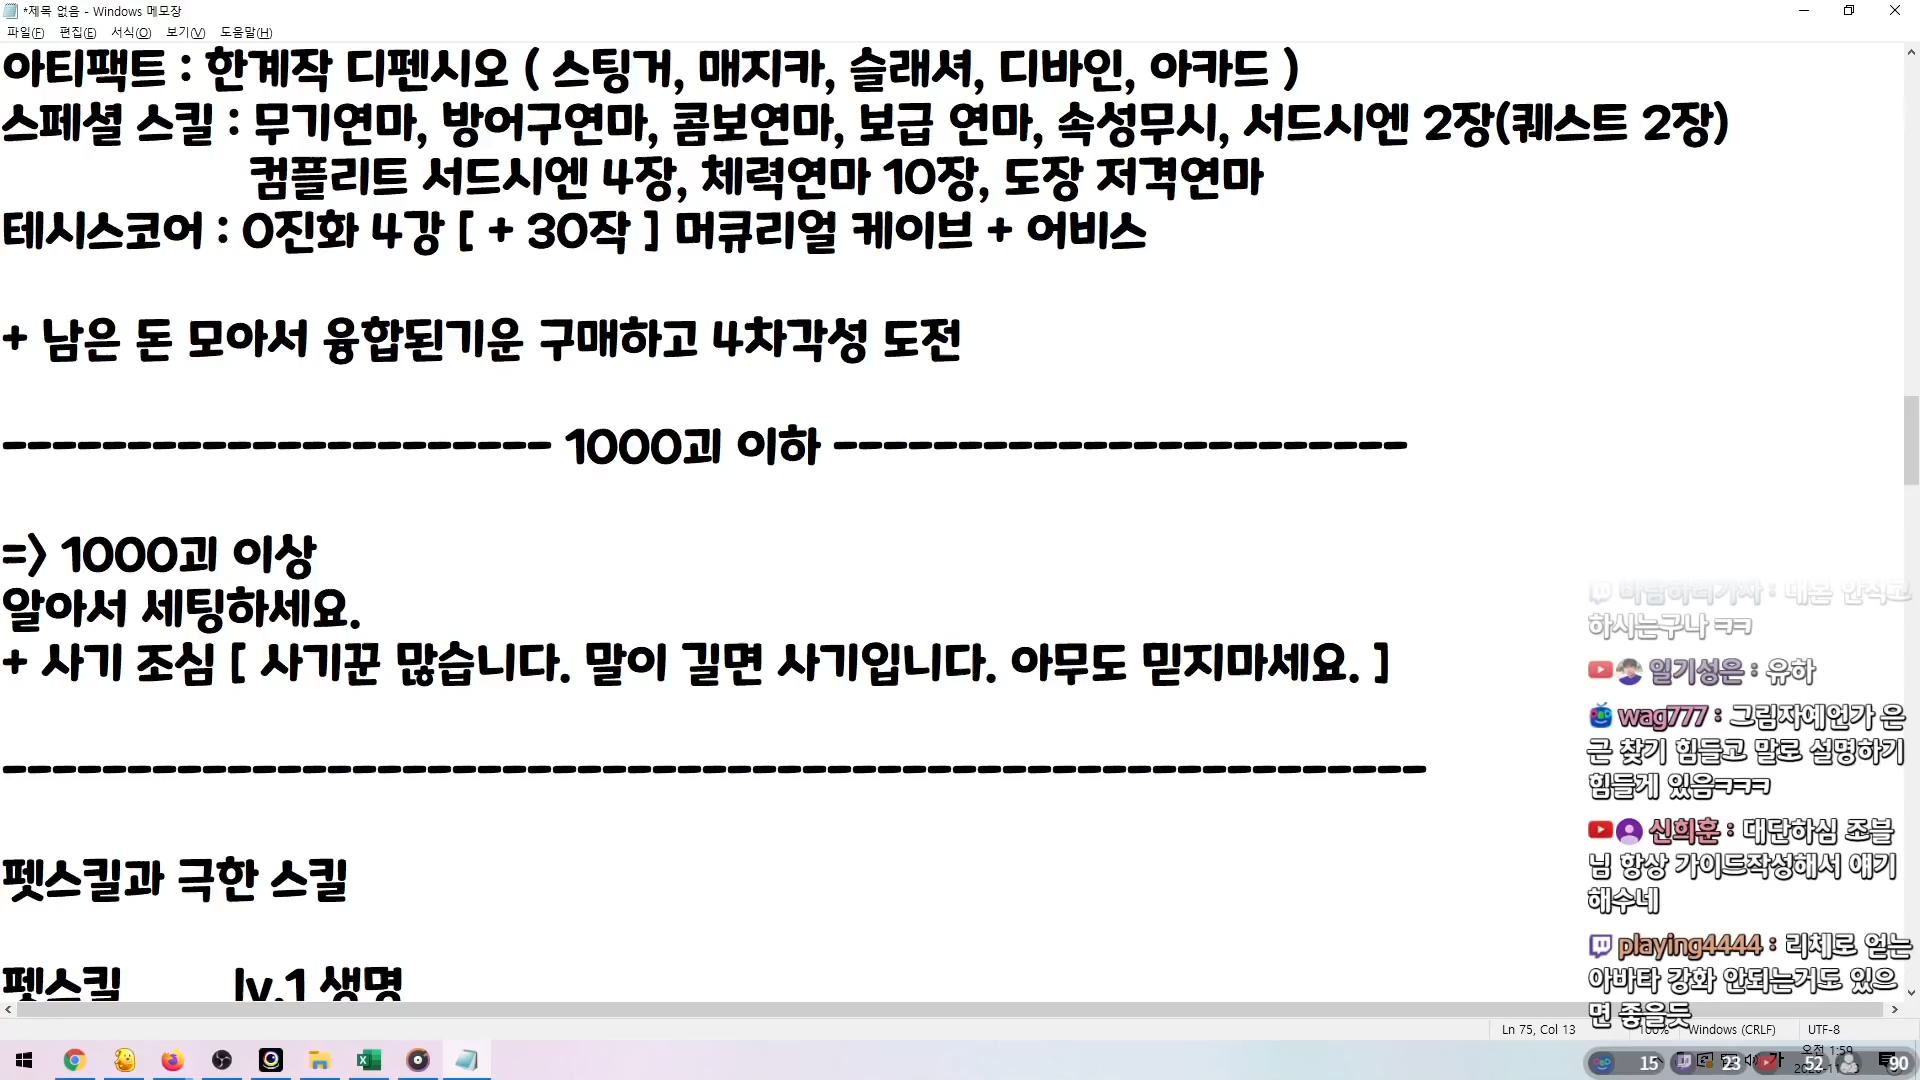 *제목 없음 - Windows 메모장
파일(F) 편집(E) 서식(O) 보기(V) 도움말(H)
아티팩트 : 한계작 디펜시오 ( 스팅거, 매지카, 슬래셔, 디바인, 아카드 )
스페셜 스킬 : 무기연마, 방어구연마, 콤보연마, 보급 연마, 속성무시, 서드시엔 2장(퀘스트 2장)
컴플리트 서드시엔 4장, 체력연마 10장, 도장 저격연마
테시스코어 : 0진화 4강 [ + 30작 ] 머큐리얼 케이브 + 어비스
+ 남은 돈 모아서 융합된기운 구매하고 4차각성 도전
---------------------- 1000괴 이하 -----------------------
=> 1000괴 이상
알아서 세팅하세요.
+ 사기 조심 [ 사기꾼 많습니다. 말이 길면 사기입니다. 아무도 믿지마세요. ]
---------------------------------------------------------
펫스킬과 극한 스킬
펫스킬 lv.1 생명
하시는구나 ㅋㅋ
일기성은 : 유하
wag777 : 그림자예언가 은
근 찾기 힘들고 말로 설명하기
힘들게 있음ㅋㅋㅋ
신희훈 : 대단하심 조블
님 항상 가이드작성해서 얘기
해수네
playing4444 : 리체로 얻는
아바타 강화 안되는거도 있으
면 좋을듯
Ln 75, Col 13 100% Windows (CRLF) UTF-8
오전 1:59
15 23 52 90